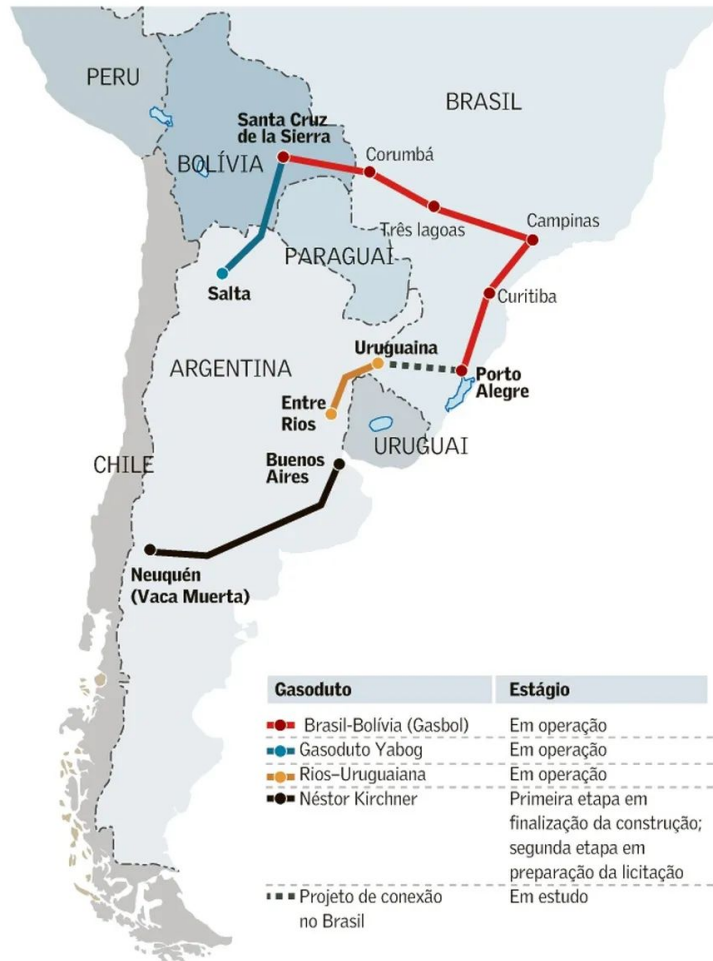 PERU
BRASIL
Santa Cruz
de la Sierra
BOLÍVIA
Corumbá
Três lagoas
Campinas
PARAGUAI
Salta
Curitiba
Uruguaina
ARGENTINA
Porto
Alegre
Entre
Rios
URUGUAI
Buenos
Aires
CHILE
Neuquén
(Vaca Muerta)
Gasoduto Estágio
Brasil-Bolívia (Gasbol) Em operação
Gasoduto Yabog Em operação
Rios–Uruguaiana Em operação
Néstor Kirchner Primeira etapa em
finalização da construção;
segunda etapa em
preparação da licitação
Projeto de conexão Em estudo
no Brasil